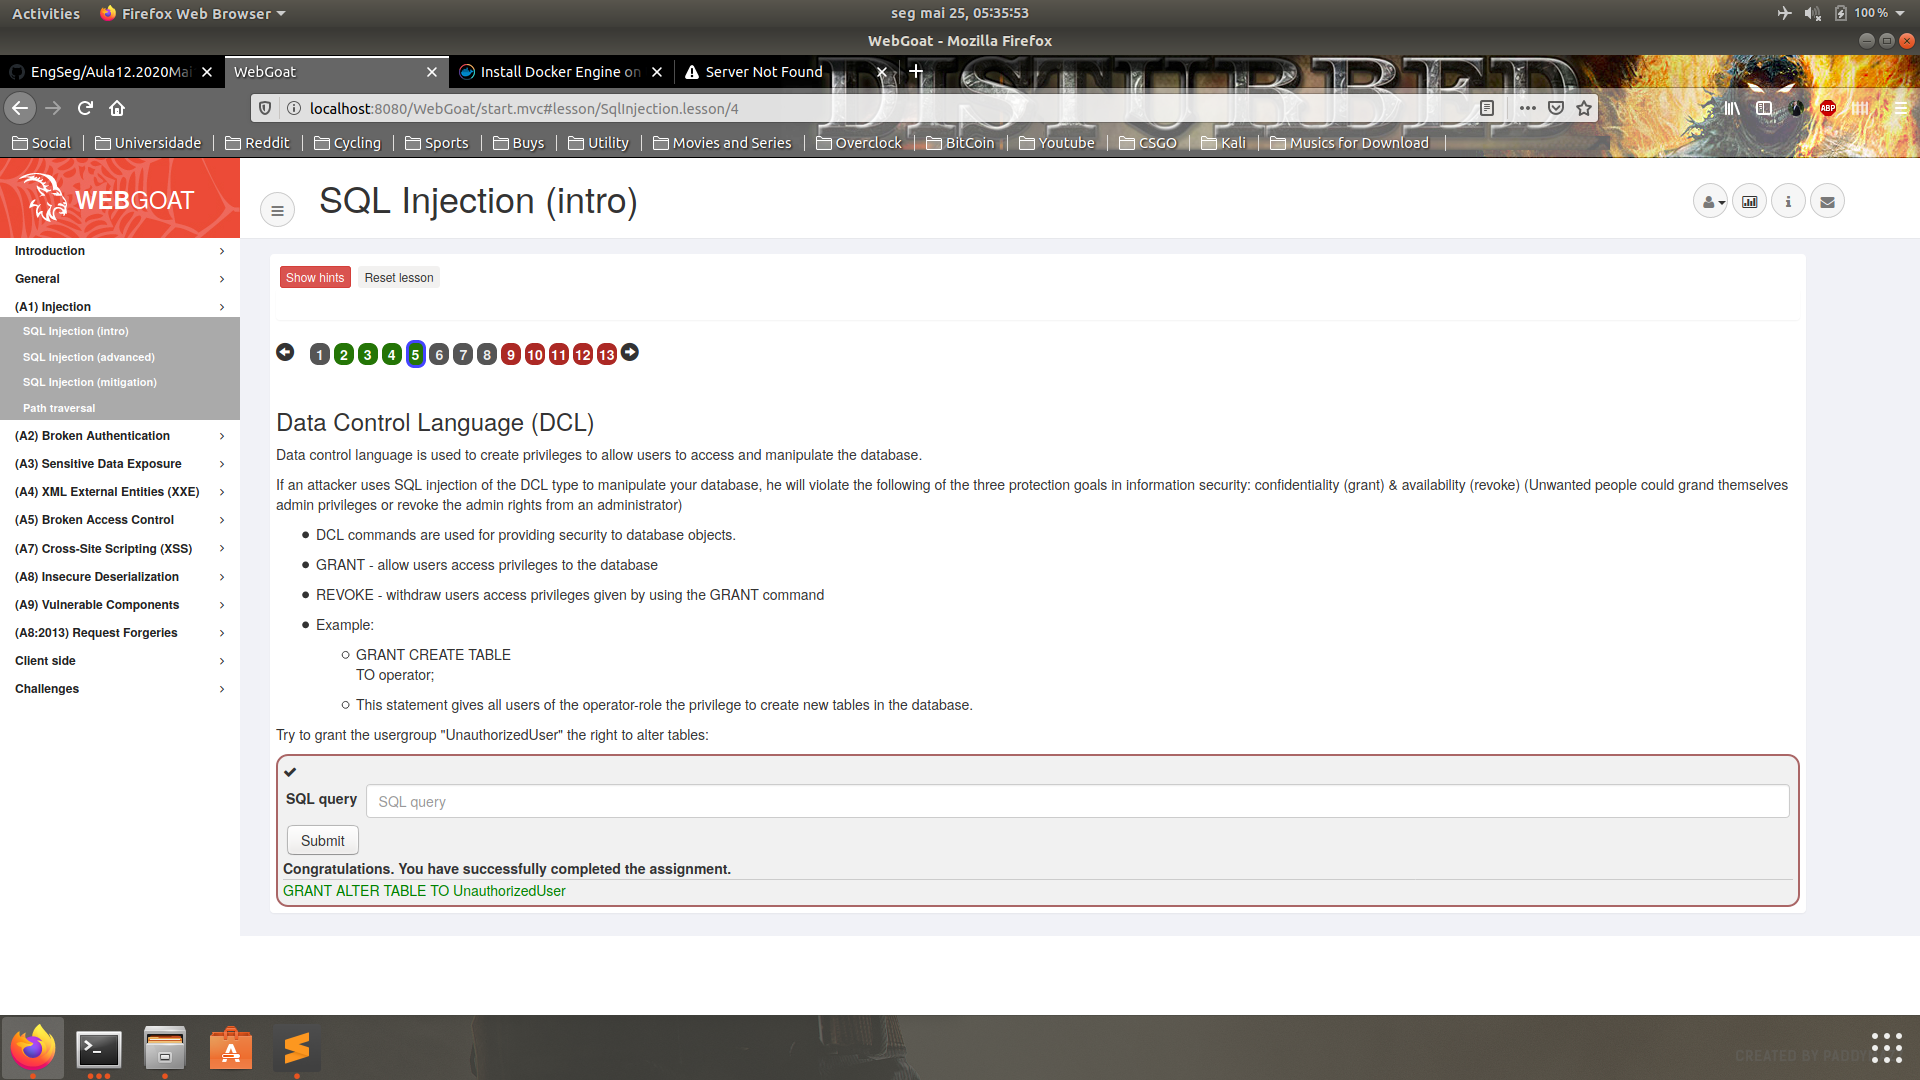 Activities
Firefox Web Browser
seg mai 25, 05:35:53
100 %
WebGoat - Mozilla Firefox
EngSeg/Aula12.2020Mai
WebGoat
Install Docker Engine on
Server Not Found
DISTURBED
localhost:8080/WebGoat/start.mvc#lesson/SqlInjection.lesson/4
ABP
Social
Universidade
Reddit
Cycling
Sports
Buys
Utility
Movies and Series
Overclock
BitCoin
Youtube
CSGO
Kali
Musics for Download
WEBGOAT
SQL Injection (intro)
Introduction
General
(A1) Injection
SQL Injection (intro)
SQL Injection (advanced)
SQL Injection (mitigation)
Path traversal
(A2) Broken Authentication
(A3) Sensitive Data Exposure
(A4) XML External Entities (XXE)
(A5) Broken Access Control
(A7) Cross-Site Scripting (XSS)
(A8) Insecure Deserialization
(A9) Vulnerable Components
(A8:2013) Request Forgeries
Client side
Challenges
Show hints
Reset lesson
1 2 3 4 5 6 7 8 9 10 11 12 13
Data Control Language (DCL)
Data control language is used to create privileges to allow users to access and manipulate the database.
If an attacker uses SQL injection of the DCL type to manipulate your database, he will violate the following of the three protection goals in information security: confidentiality (grant) & availability (revoke) (Unwanted people could grand themselves
admin privileges or revoke the admin rights from an administrator)
DCL commands are used for providing security to database objects.
GRANT - allow users access privileges to the database
REVOKE - withdraw users access privileges given by using the GRANT command
Example:
GRANT CREATE TABLE
TO operator;
This statement gives all users of the operator-role the privilege to create new tables in the database.
Try to grant the usergroup "UnauthorizedUser" the right to alter tables:
SQL query
SQL query
Submit
Congratulations. You have successfully completed the assignment.
GRANT ALTER TABLE TO UnauthorizedUser
CREATED BY PADDY